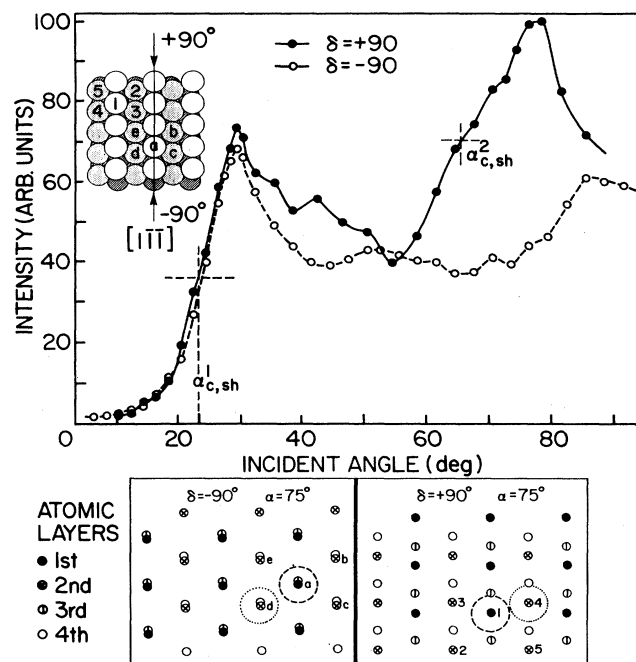 INTENSITY (ARB. UNITS)
100
80
60
40
20
0
20
40
60
80
INCIDENT ANGLE (deg)
+90°
5 2
1
4 3
e b
a
d c
-90°
[1 1̄ 1̄]
δ=+90
δ=-90
α²c,sh
α¹c,sh
ATOMIC
LAYERS
1st
2nd
3rd
4th
δ=-90° α=75°
e
b
a
d
c
δ=+90° α=75°
3
4
1
2
5